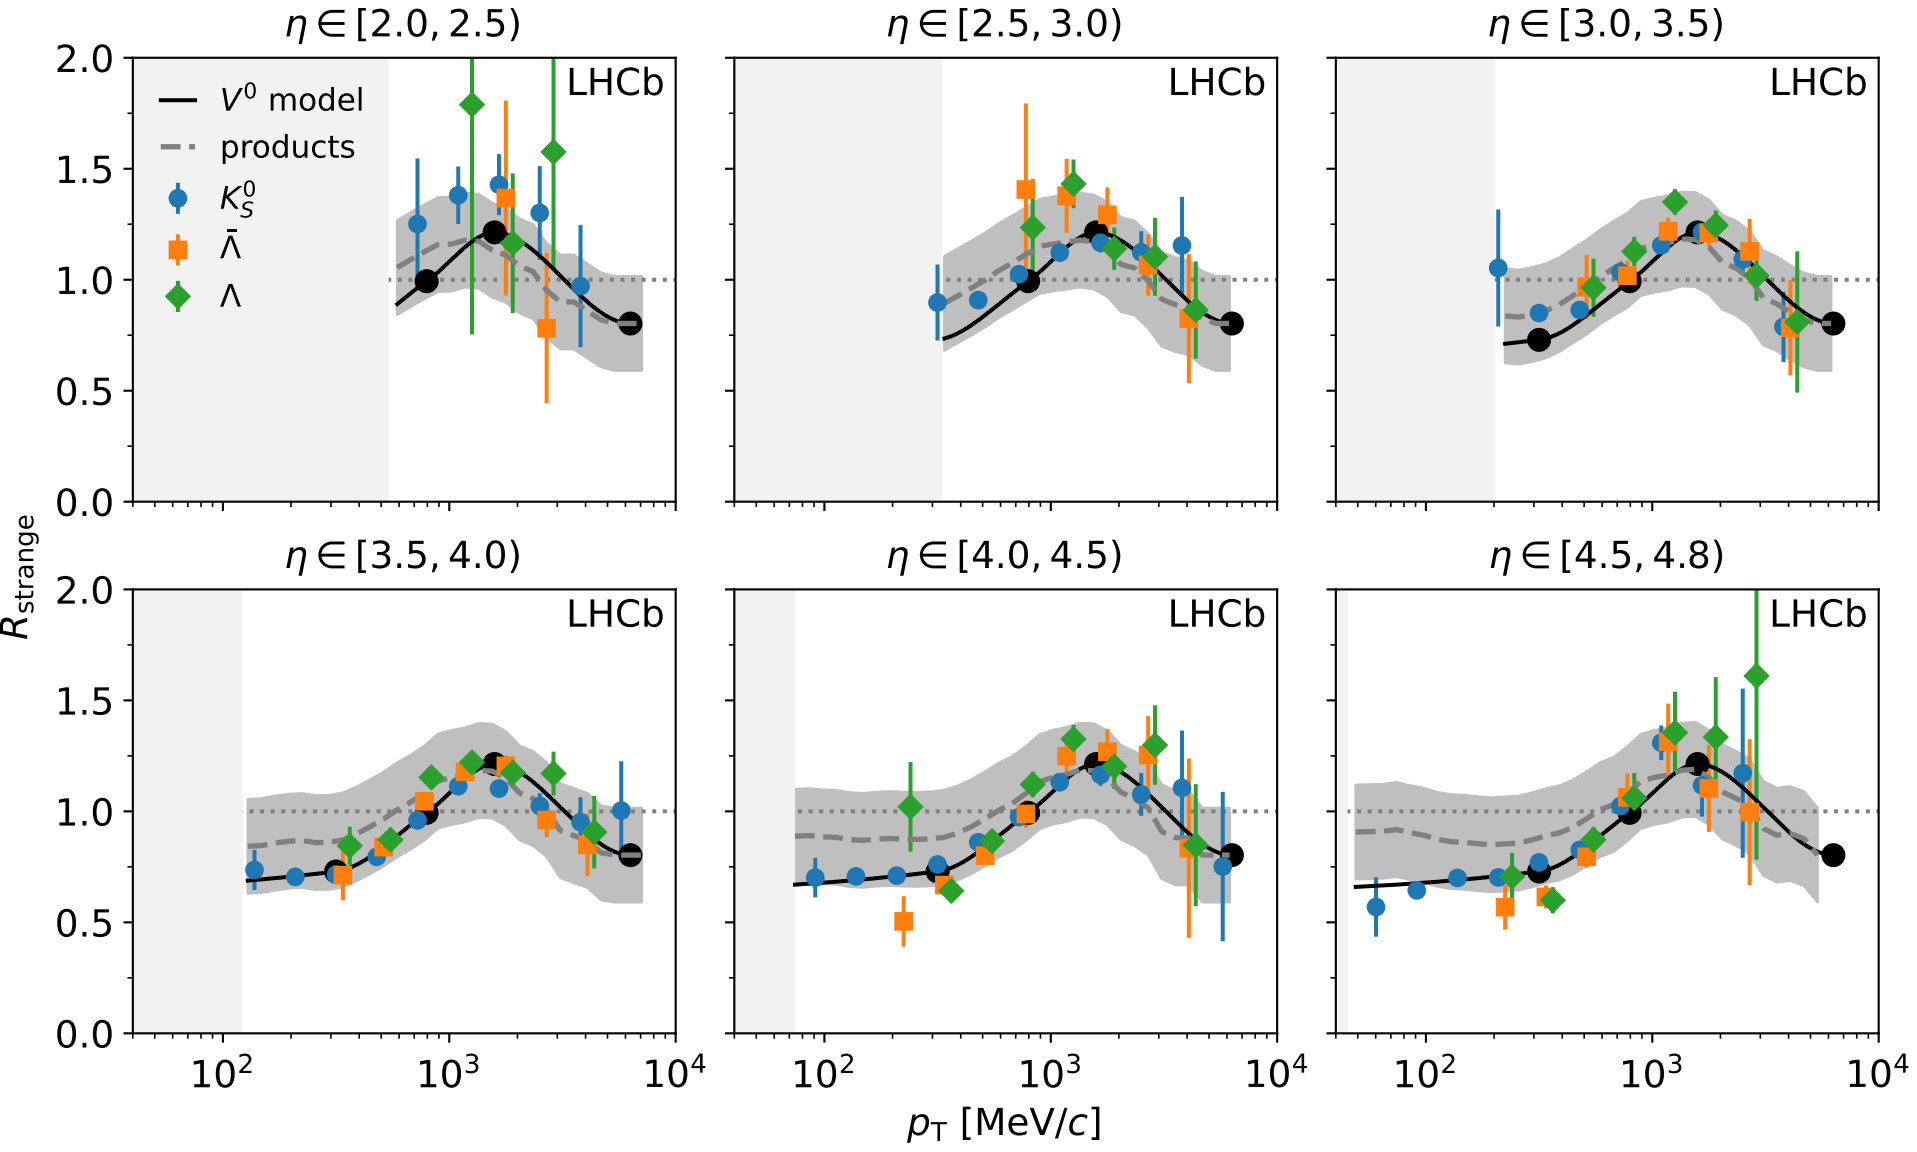 η ∈ [2.0, 2.5)
η ∈ [2.5, 3.0)
η ∈ [3.0, 3.5)
2.0
1.5
1.0
0.5
0.0
LHCb
V⁰ model
products
K⁰_S
Λ̄
Λ
LHCb
LHCb
R_strange
η ∈ [3.5, 4.0)
η ∈ [4.0, 4.5)
η ∈ [4.5, 4.8)
2.0
1.5
1.0
0.5
0.0
LHCb
LHCb
LHCb
10² 10³ 10⁴
10² 10³ 10⁴
10² 10³ 10⁴
p_T [MeV/c]